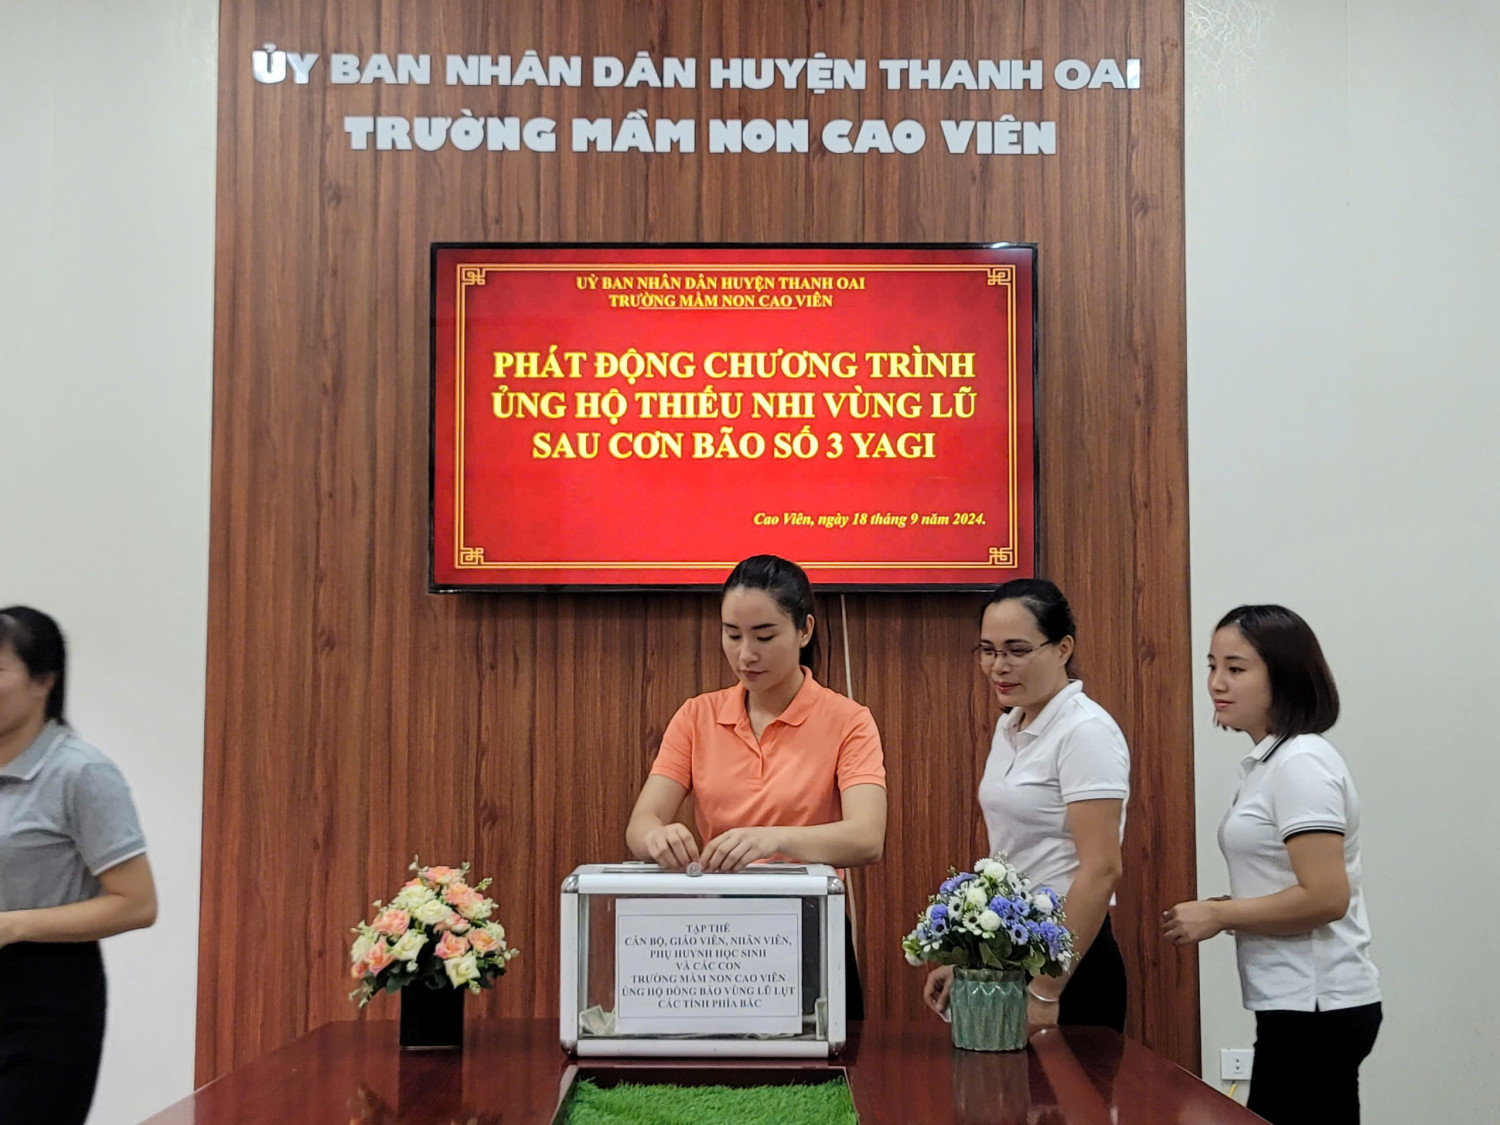 ỦY BAN NHÂN DÂN HUYỆN THANH OAI
TRƯỜNG MẦM NON CAO VIÊN
UỶ BAN NHÂN DÂN HUYỆN THANH OAI
TRƯỜNG MẦM NON CAO VIÊN
PHÁT ĐỘNG CHƯƠNG TRÌNH
ỦNG HỘ THIẾU NHI VÙNG LŨ
SAU CƠN BÃO SỐ 3 YAGI
Cao Viên, ngày 18 tháng 9 năm 2024.
TẬP THỂ
CÁN BỘ, GIÁO VIÊN, NHÂN VIÊN,
PHỤ HUYNH HỌC SINH
VÀ CÁC CON
TRƯỜNG MẦM NON CAO VIÊN
ỦNG HỘ ĐỒNG BÀO VÙNG LŨ LỤT
CÁC TỈNH PHÍA BẮC